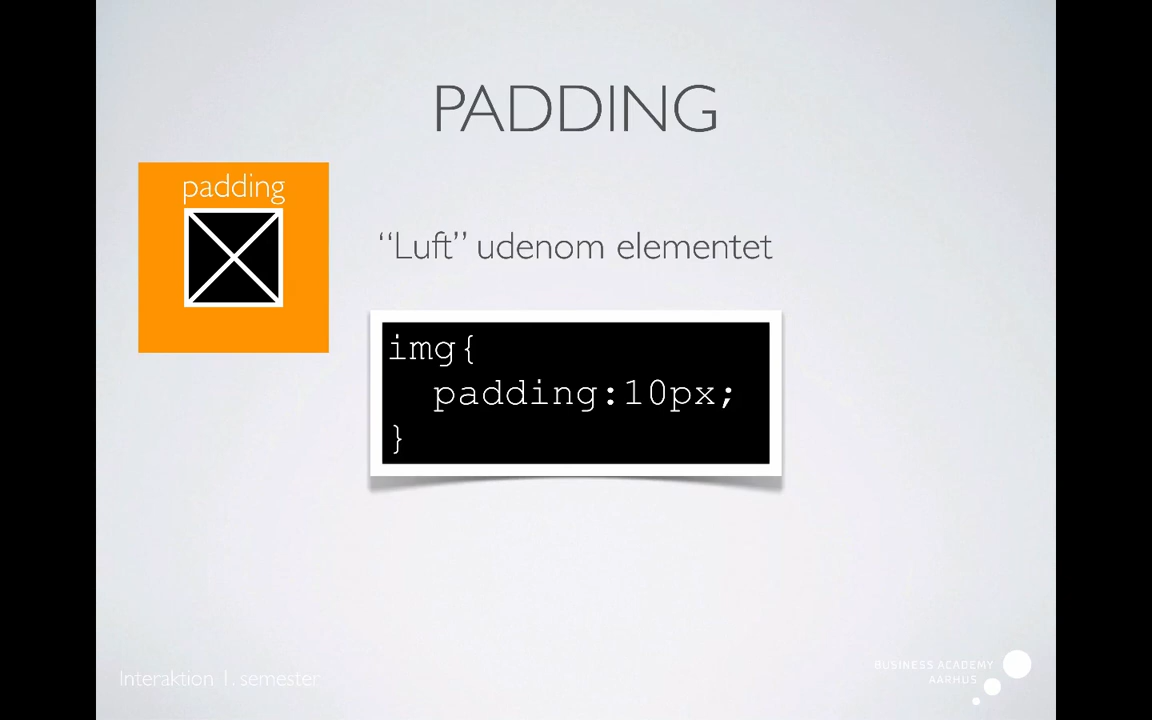 PADDING
padding
“Luft” udenom elementet
img{
  padding:10px;
}
Interaktion 1. semester
BUSINESS ACADEMY
AARHUS